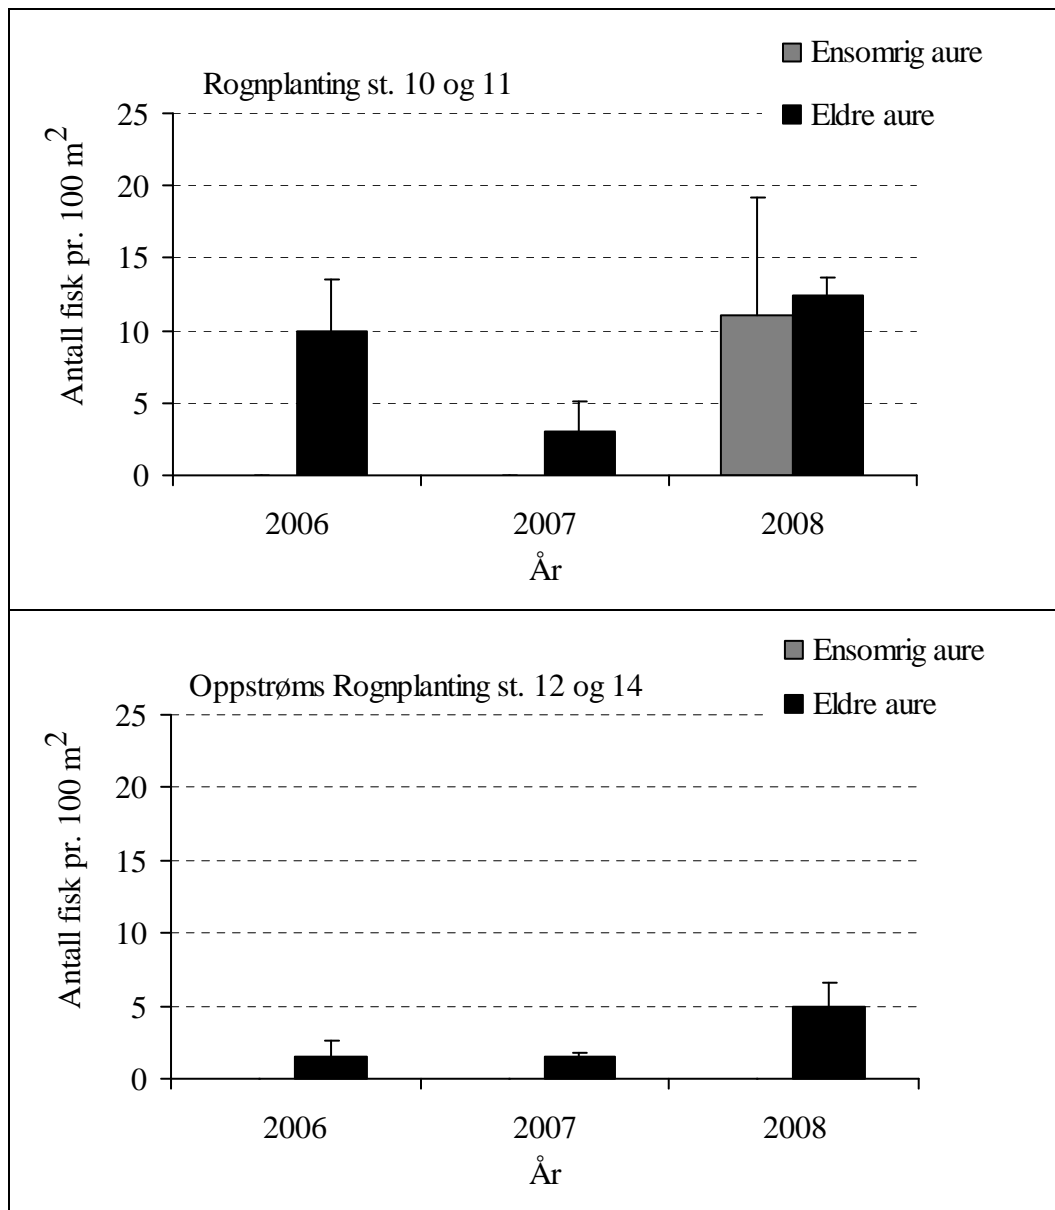 Ensomrig aure
Rognplanting st. 10 og 11
Eldre aure
Antall fisk pr. 100 m²
25
20
15
10
5
0
2006 2007 2008
År
Ensomrig aure
Oppstrøms Rognplanting st. 12 og 14
Eldre aure
Antall fisk pr. 100 m²
25
20
15
10
5
0
2006 2007 2008
År